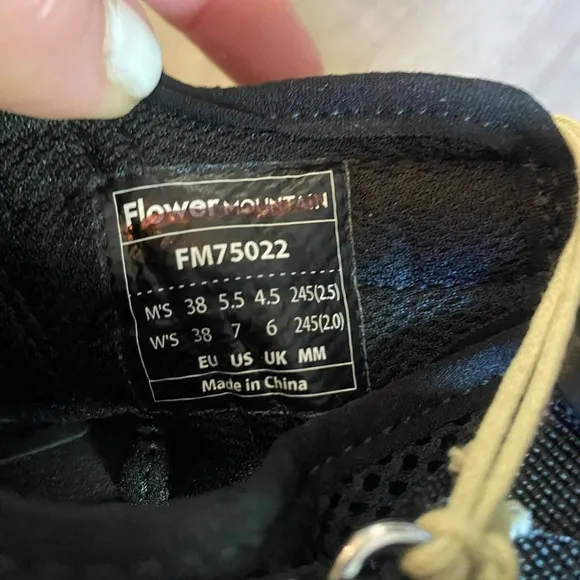 Flower MOUNTAIN
FM75022
M'S 38 5.5 4.5 245(2.5)
W'S 38 7 6 245(2.0)
EU US UK MM
Made in China